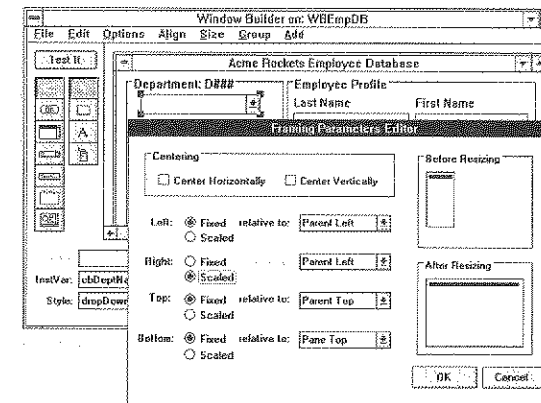 Window Builder on: WBEmpDB
File Edit Options Align Size Group Add
Test It
Acme Rockets Employee Database
Department: D###
Employee Profile
Last Name First Name
Framing Parameters Editor
Centering
Center Horizontally Center Vertically
Before Resizing
Left: Fixed relative to: Parent Left
Scaled
Right: Fixed Parent Left
Scaled
After Resizing
Top: Fixed relative to: Parent Top
Scaled
Bottom: Fixed relative to: Pane Top
Scaled
InstVar: cbDeptNa
Style: dropDown
OK Cancel